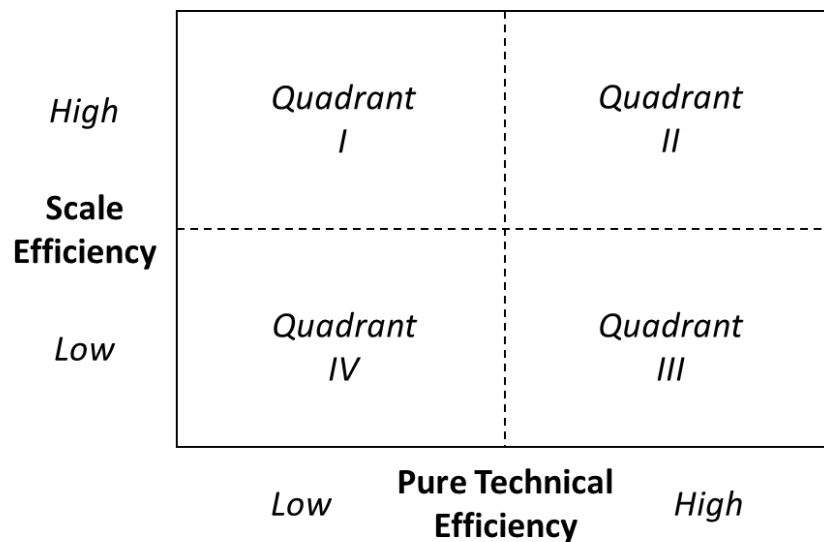 High
Quadrant
I
Quadrant
II
Scale
Efficiency
Low
Quadrant
IV
Quadrant
III
Low
Pure Technical
Efficiency
High